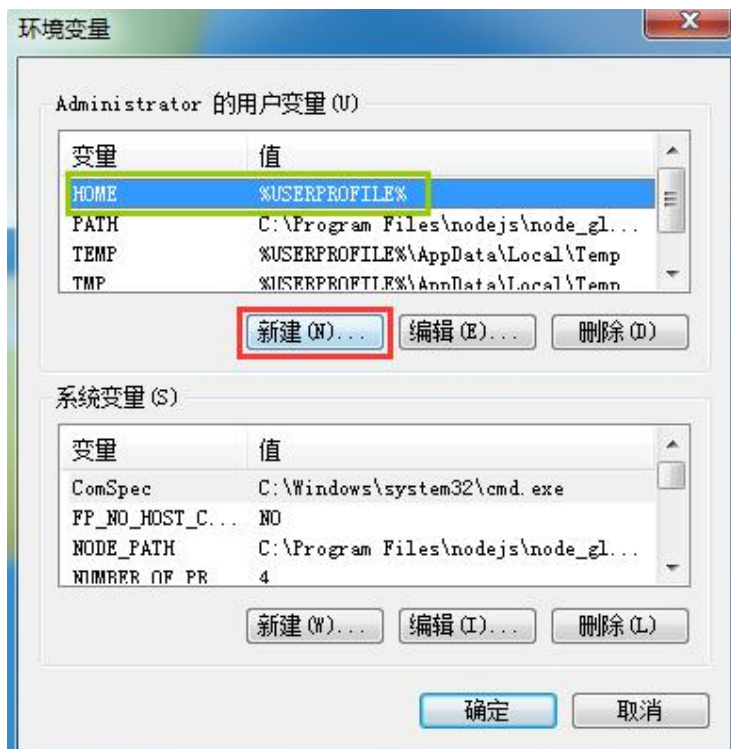 环境变量
Administrator 的用户变量(U)
变量 值
HOME %USERPROFILE%
PATH C:\Program Files\nodejs\node_gl...
TEMP %USERPROFILE%\AppData\Local\Temp
TMP %USERPROFILE%\AppData\Local\Temp
新建(N)... 编辑(E)... 删除(D)
系统变量(S)
变量 值
ComSpec C:\Windows\system32\cmd.exe
FP_NO_HOST_C... NO
NODE_PATH C:\Program Files\nodejs\node_gl...
NUMBER_OF_PR 4
新建(W)... 编辑(I)... 删除(L)
确定 取消